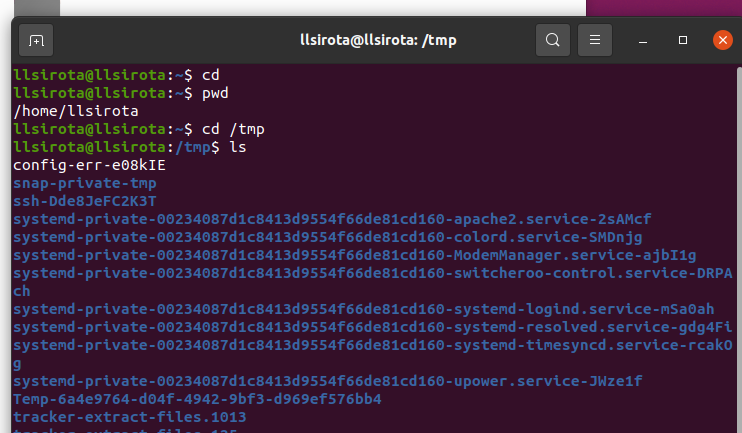 llsirota@llsirota: /tmp
llsirota@llsirota:~$ cd
llsirota@llsirota:~$ pwd
/home/llsirota
llsirota@llsirota:~$ cd /tmp
llsirota@llsirota:/tmp$ ls
config-err-e08kIE
snap-private-tmp
ssh-Dde8JeFC2K3T
systemd-private-00234087d1c8413d9554f66de81cd160-apache2.service-2sAMcf
systemd-private-00234087d1c8413d9554f66de81cd160-colord.service-SMDnjg
systemd-private-00234087d1c8413d9554f66de81cd160-ModemManager.service-ajbI1g
systemd-private-00234087d1c8413d9554f66de81cd160-switcheroo-control.service-DRPA
ch
systemd-private-00234087d1c8413d9554f66de81cd160-systemd-logind.service-mSa0ah
systemd-private-00234087d1c8413d9554f66de81cd160-systemd-resolved.service-gdg4Fi
systemd-private-00234087d1c8413d9554f66de81cd160-systemd-timesyncd.service-rcakO
g
systemd-private-00234087d1c8413d9554f66de81cd160-upower.service-JWze1f
Temp-6a4e9764-d04f-4942-9bf3-d969ef576bb4
tracker-extract-files.1013